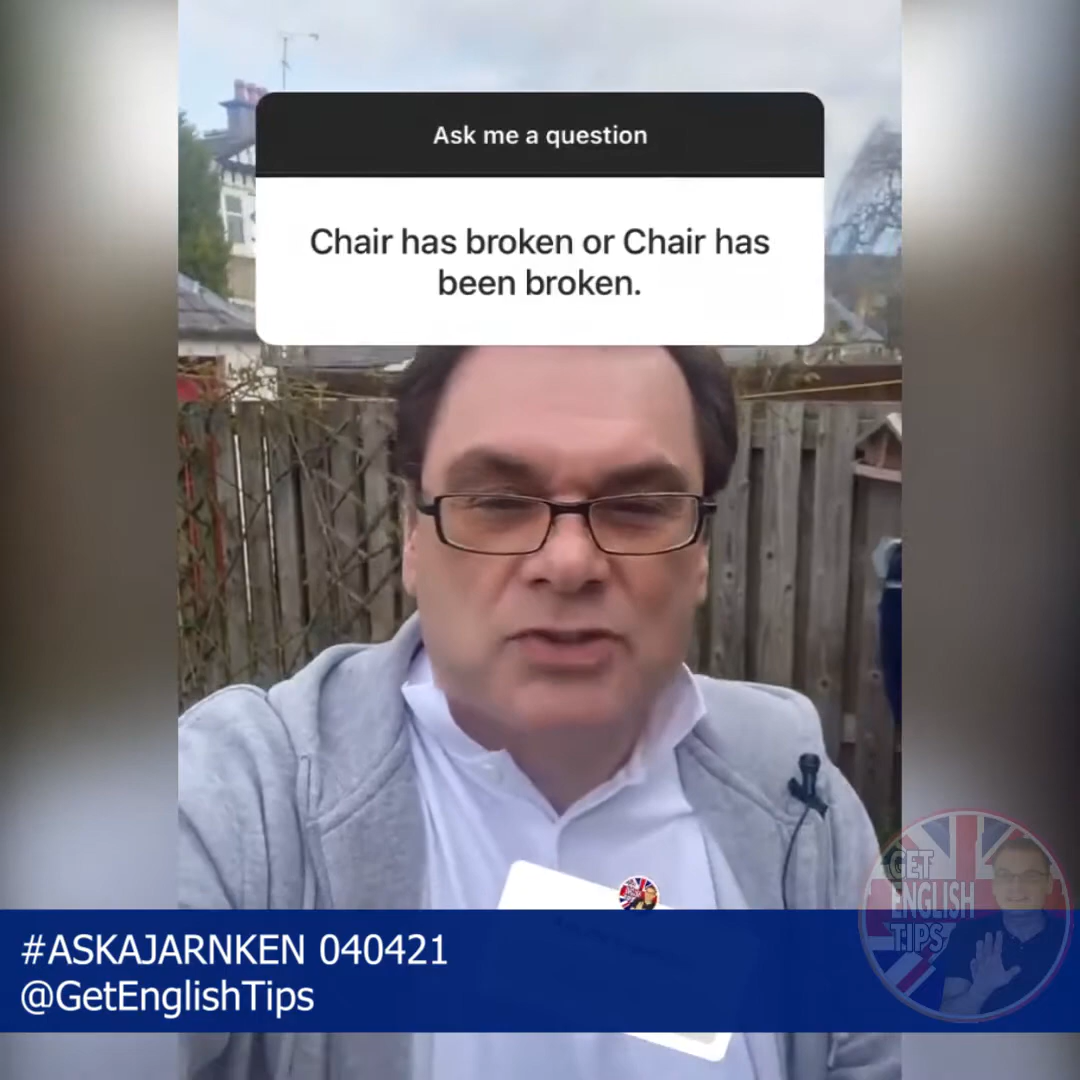 Ask me a question
Chair has broken or Chair has
been broken.
GET
ENGLISH
TIPS
#ASKAJARNKEN 040421
@GetEnglishTips